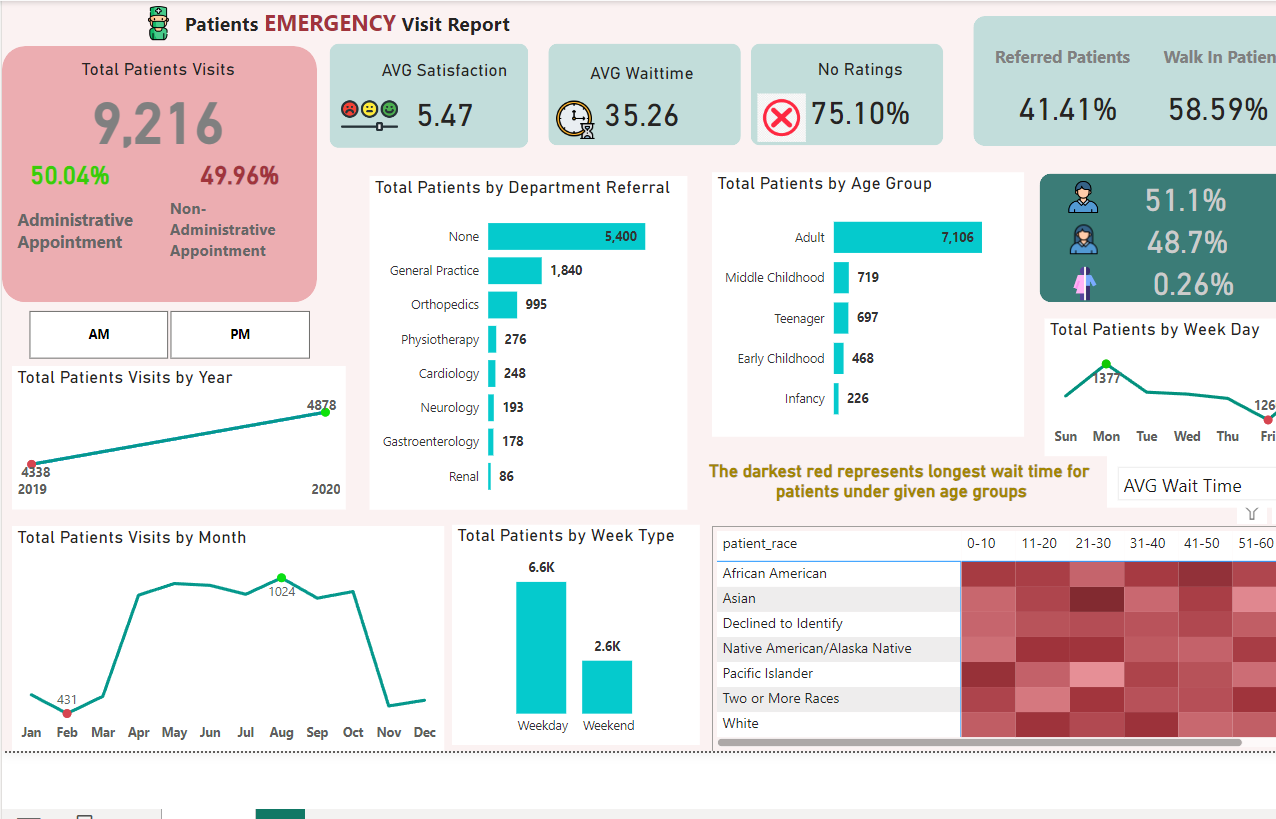 Patients EMERGENCY Visit Report
Total Patients Visits
9,216
50.04%
49.96%
Administrative
Appointment
Non-
Administrative
Appointment
AVG Satisfaction
5.47
AVG Waittime
35.26
No Ratings
75.10%
Referred Patients
Walk In Patien
41.41%
58.59%
51.1%
48.7%
0.26%
AM
PM
Total Patients Visits by Year
4338
4878
2019
2020
Total Patients by Department Referral
None
5,400
General Practice
1,840
Orthopedics
995
Physiotherapy
276
Cardiology
248
Neurology
193
Gastroenterology
178
Renal
86
Total Patients by Age Group
Adult
7,106
Middle Childhood
719
Teenager
697
Early Childhood
468
Infancy
226
Total Patients by Week Day
1377
126
Sun Mon Tue Wed Thu Fri
The darkest red represents longest wait time for
patients under given age groups
AVG Wait Time
Total Patients Visits by Month
431
1024
Jan Feb Mar Apr May Jun Jul Aug Sep Oct Nov Dec
Total Patients by Week Type
6.6K
2.6K
Weekday
Weekend
patient_race 0-10 11-20 21-30 31-40 41-50 51-60
African American
Asian
Declined to Identify
Native American/Alaska Native
Pacific Islander
Two or More Races
White